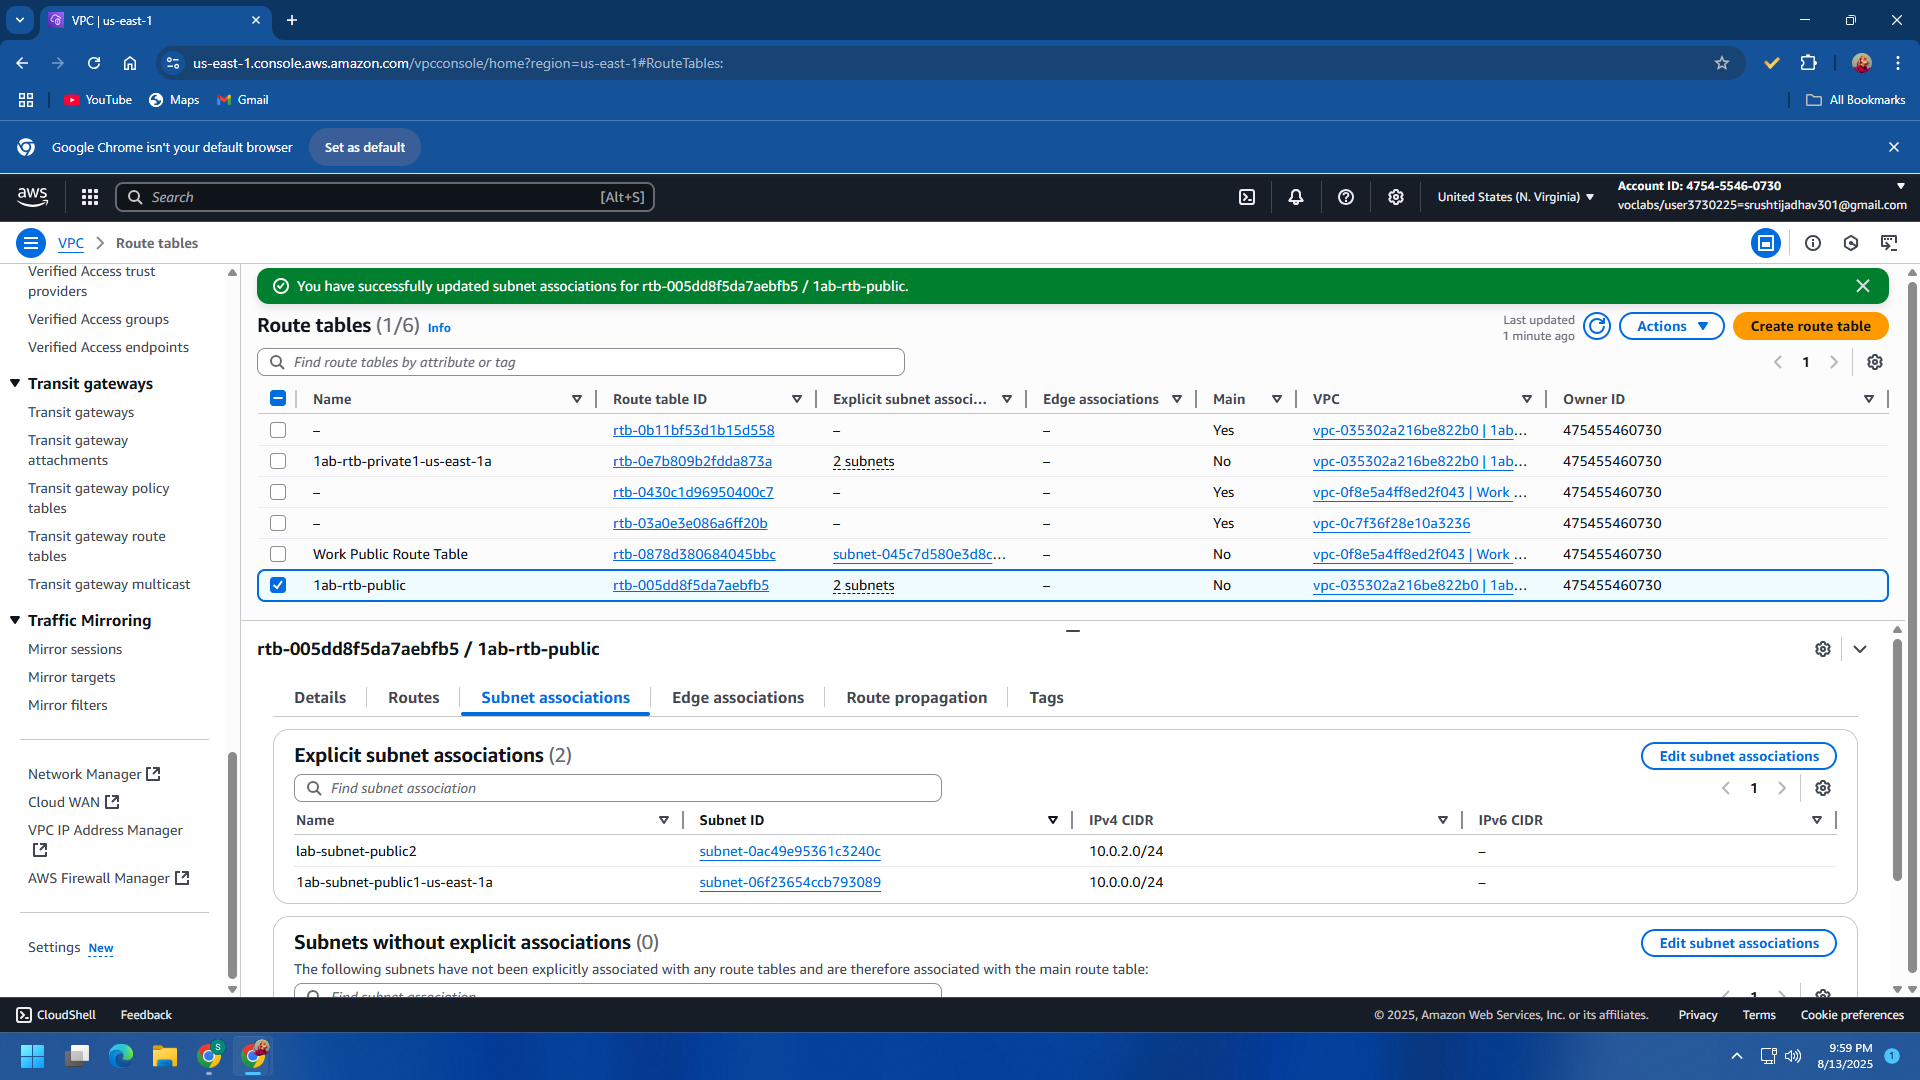 VPC | us-east-1
us-east-1.console.aws.amazon.com/vpcconsole/home?region=us-east-1#RouteTables:
YouTube Maps Gmail All Bookmarks
Google Chrome isn't your default browser Set as default
aws Search [Alt+S] United States (N. Virginia) Account ID: 4754-5546-0730
voclabs/user3730225=srushtijadhav301@gmail.com
VPC Route tables
Verified Access trust
providers
Verified Access groups
Verified Access endpoints
Transit gateways
Transit gateways
Transit gateway
attachments
Transit gateway policy
tables
Transit gateway route
tables
Transit gateway multicast
Traffic Mirroring
Mirror sessions
Mirror targets
Mirror filters
Network Manager
Cloud WAN
VPC IP Address Manager
AWS Firewall Manager
Settings New
You have successfully updated subnet associations for rtb-005dd8f5da7aebfb5 / 1ab-rtb-public.
Route tables (1/6) Info
Last updated
1 minute ago
Actions Create route table
Find route tables by attribute or tag 1
Name Route table ID Explicit subnet associ... Edge associations Main VPC Owner ID
– rtb-0b11bf53d1b15d558 – – Yes vpc-035302a216be822b0 | 1ab... 475455460730
1ab-rtb-private1-us-east-1a rtb-0e7b809b2fdda873a 2 subnets – No vpc-035302a216be822b0 | 1ab... 475455460730
– rtb-0430c1d96950400c7 – – Yes vpc-0f8e5a4ff8ed2f043 | Work ... 475455460730
– rtb-03a0e3e086a6ff20b – – Yes vpc-0c7f36f28e10a3236 475455460730
Work Public Route Table rtb-0878d380684045bbc subnet-045c7d580e3d8c... – No vpc-0f8e5a4ff8ed2f043 | Work ... 475455460730
1ab-rtb-public rtb-005dd8f5da7aebfb5 2 subnets – No vpc-035302a216be822b0 | 1ab... 475455460730
rtb-005dd8f5da7aebfb5 / 1ab-rtb-public
Details Routes Subnet associations Edge associations Route propagation Tags
Explicit subnet associations (2) Edit subnet associations
Find subnet association 1
Name Subnet ID IPv4 CIDR IPv6 CIDR
lab-subnet-public2 subnet-0ac49e95361c3240c 10.0.2.0/24 –
1ab-subnet-public1-us-east-1a subnet-06f23654ccb793089 10.0.0.0/24 –
Subnets without explicit associations (0) Edit subnet associations
The following subnets have not been explicitly associated with any route tables and are therefore associated with the main route table:
Find subnet association 1
CloudShell Feedback © 2025, Amazon Web Services, Inc. or its affiliates. Privacy Terms Cookie preferences
S
9:59 PM
8/13/2025
1